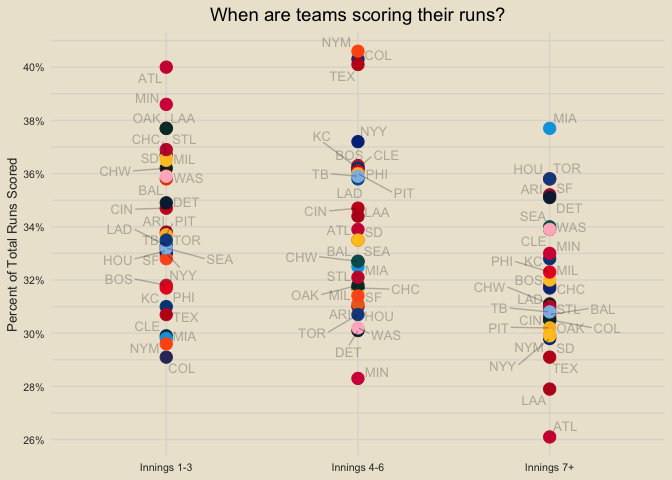 When are teams scoring their runs?
Percent of Total Runs Scored
40%
38%
36%
34%
32%
30%
28%
26%
ATL
MIN
OAK LAA
CHC STL
SD MIL
CHW WAS
BAL DET
CIN
ARI PIT
LAD TB TOR
HOU SF SEA
NYY
BOS
KC PHI
TEX
CLE MIA
NYM
COL
NYM
COL
TEX
NYY
KC
BOS CLE
TB PHI
LAD PIT
CIN LAA
ATL SD
BAL
CHW MIA
STL
OAK MIL CHC
SF
ARI HOU
TOR WAS
DET
MIN
MIA
HOU TOR
ARI SF
DET
SEA WAS
CLE MIN
PHI KC MIL
BOS
CHW CHC
LAD
TB STL BAL
CIN
PIT OAK COL
NYM SD
NYY TEX
LAA
ATL
Innings 1-3
Innings 4-6
Innings 7+